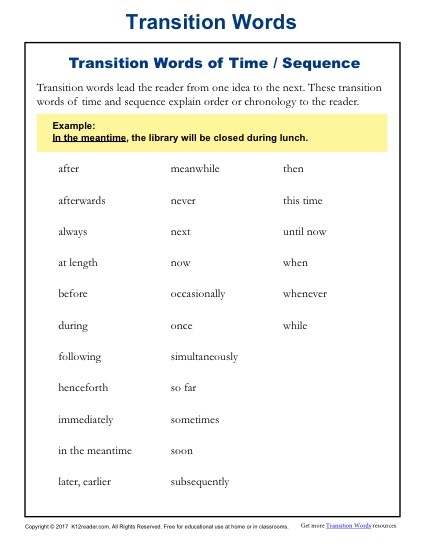 Transition Words
Transition Words of Time / Sequence
Transition words lead the reader from one idea to the next. These transition
words of time and sequence explain order or chronology to the reader.
Example:
In the meantime, the library will be closed during lunch.
after meanwhile then
afterwards never this time
always next until now
at length now when
before occasionally whenever
during once while
following simultaneously
henceforth so far
immediately sometimes
in the meantime soon
later, earlier subsequently
Copyright © 2017 K12reader.com. All Rights Reserved. Free for educational use at home or in classrooms. Get more Transition Words resources.